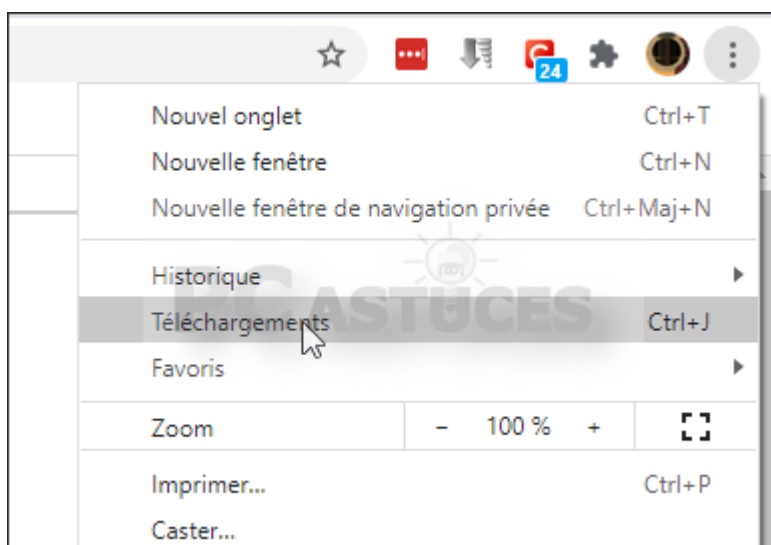 24
Nouvel onglet Ctrl+T
Nouvelle fenêtre Ctrl+N
Nouvelle fenêtre de navigation privée Ctrl+Maj+N
Historique
PC ASTUCES
Téléchargements Ctrl+J
Favoris
Zoom - 100 % +
Imprimer... Ctrl+P
Caster...